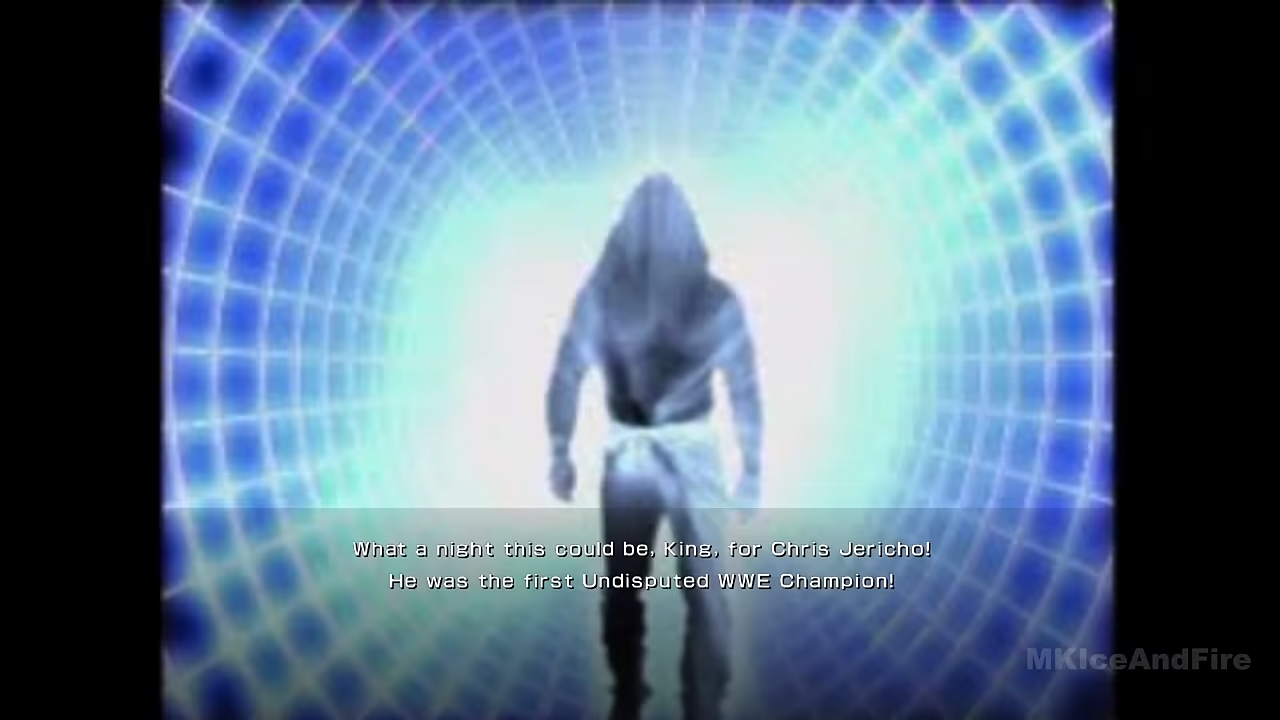 What a night this could be, King, for Chris Jericho!
He was the first Undisputed WWE Champion!
MKIceAndFire